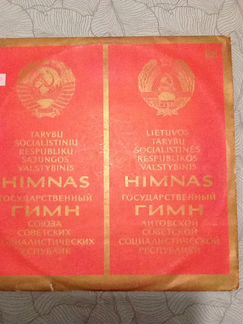 TARYBŲ
SOCIALISTINIŲ
RESPUBLIKŲ
SĄJUNGOS
VALSTYBINIS
HIMNAS
ГОСУДАРСТВЕННЫЙ
ГИМН
СОЮЗА
СОВЕТСКИХ
СОЦИАЛИСТИЧЕСКИХ
РЕСПУБЛИК
LIETUVOS
TARYBŲ
SOCIALISTINĖS
RESPUBLIKOS
VALSTYBINIS
HIMNAS
ГОСУДАРСТВЕННЫЙ
ГИМН
ЛИТОВСКОЙ
СОВЕТСКОЙ
СОЦИАЛИСТИЧЕСКОЙ
РЕСПУБЛИКИ